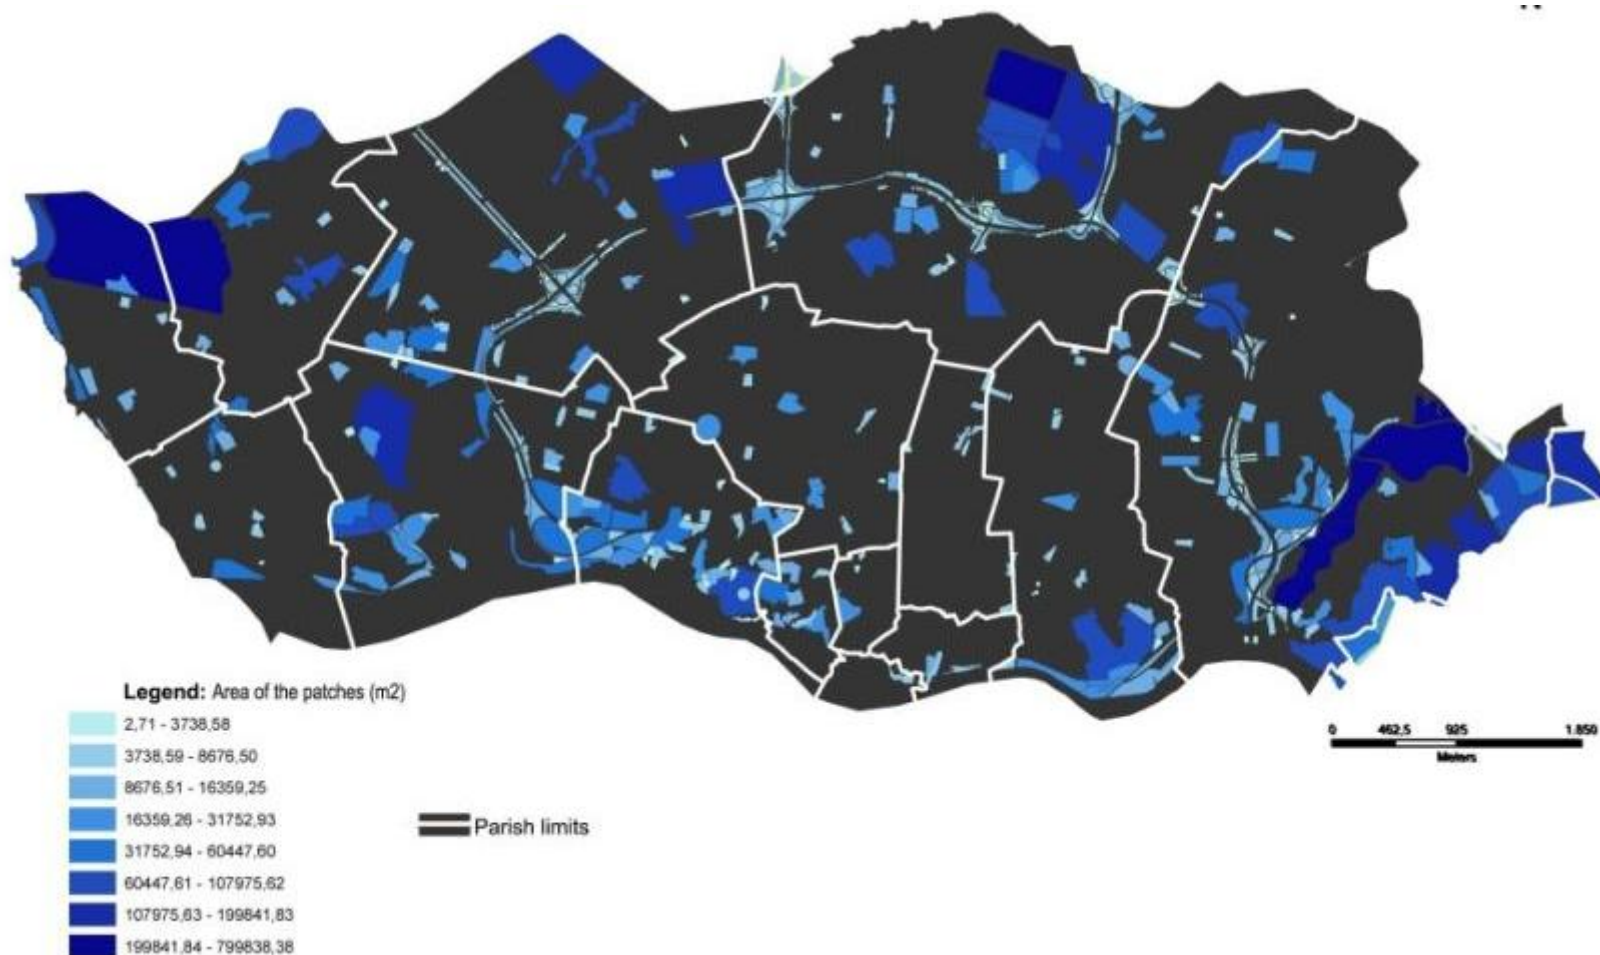 Legend: Area of the patches (m2)
2,71 - 3738,58
3738,59 - 8676,50
8676,51 - 16359,25
16359,26 - 31752,93
31752,94 - 60447,60
60447,61 - 107975,62
107975,63 - 199841,83
199841,84 - 799838,38
Parish limits
0 462,5 925 1.850
Meters